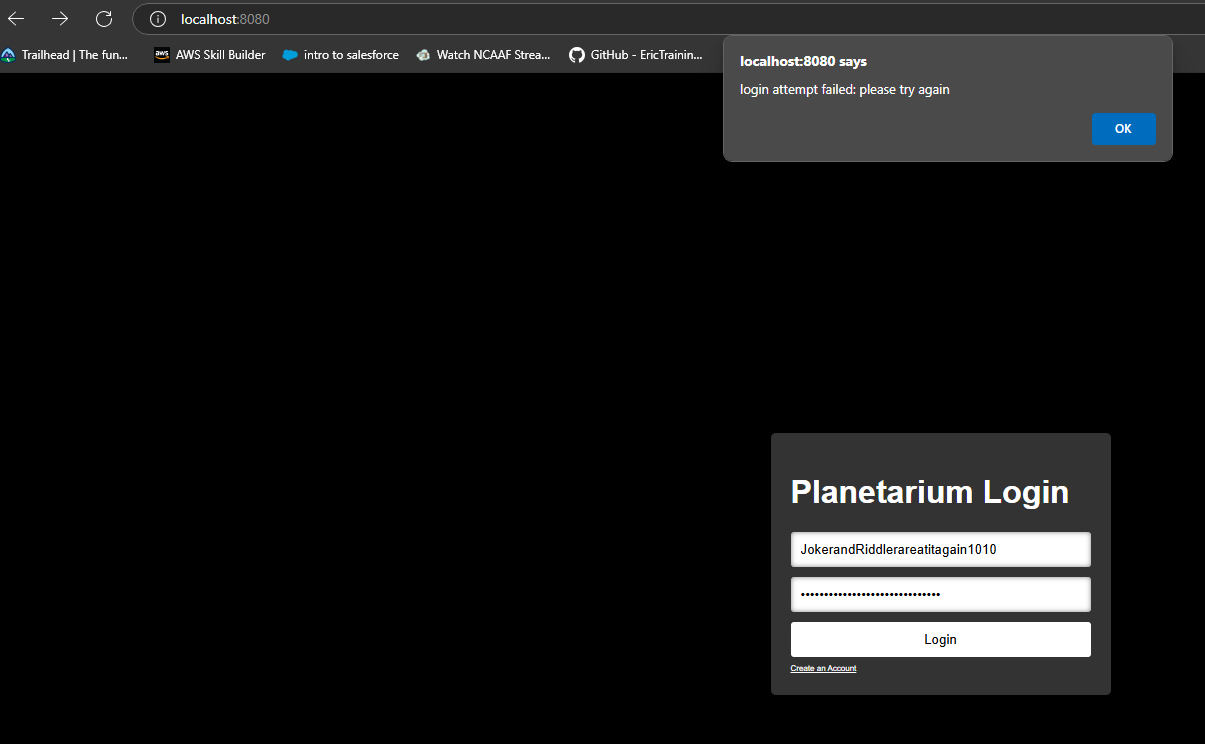 localhost:8080
Trailhead | The fun...
aws AWS Skill Builder
intro to salesforce
Watch NCAAF Strea...
GitHub - EricTrainin...
localhost:8080 says
login attempt failed: please try again
OK
Planetarium Login
JokerandRiddlerareatitagain1010
••••••••••••••••••••••••••••••
Login
Create an Account